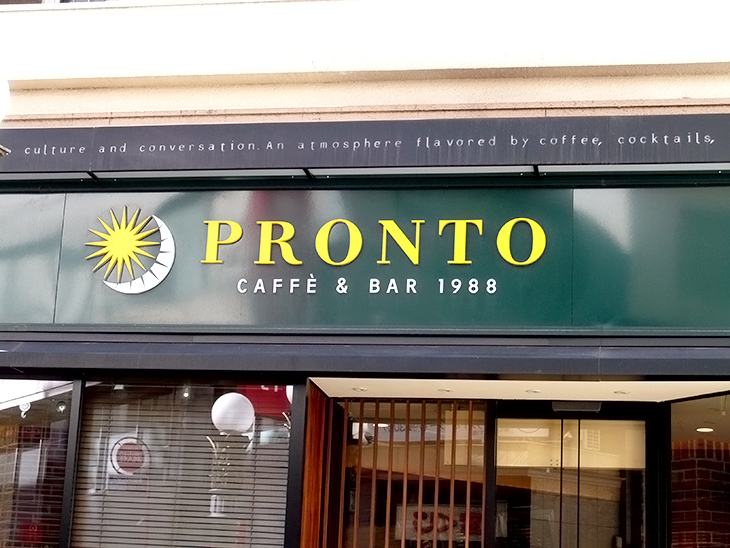 culture and conversation. An atmosphere flavored by coffee, cocktails,
PRONTO
CAFFÈ & BAR 1988